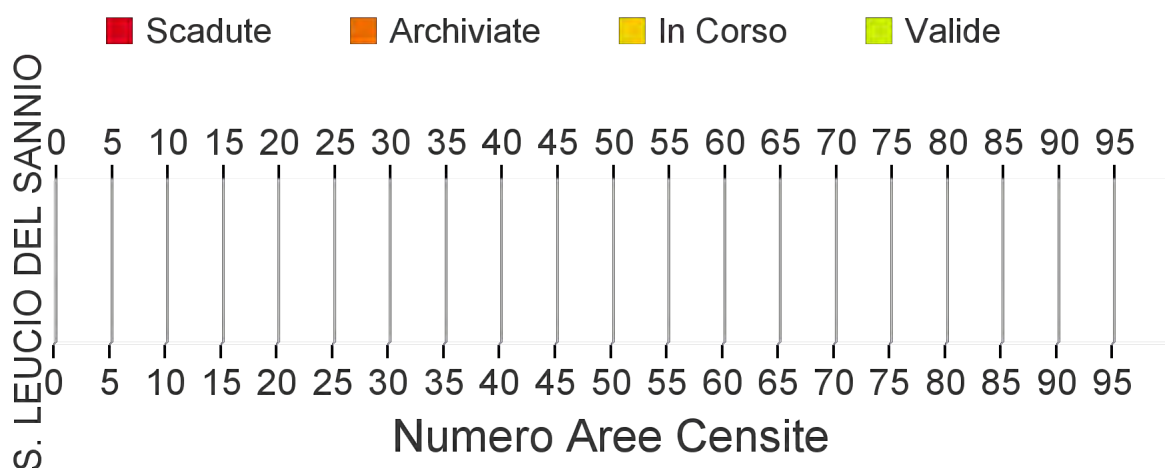 Scadute Archiviate In Corso Valide
S. LEUCIO DEL SANNIO
0 5 10 15 20 25 30 35 40 45 50 55 60 65 70 75 80 85 90 95
0 5 10 15 20 25 30 35 40 45 50 55 60 65 70 75 80 85 90 95
Numero Aree Censite